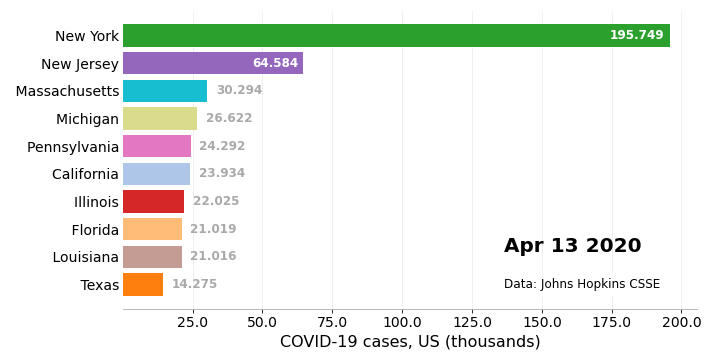 New York 195.749
New Jersey 64.584
Massachusetts 30.294
Michigan 26.622
Pennsylvania 24.292
California 23.934
Illinois 22.025
Florida 21.019
Louisiana 21.016
Texas 14.275
Apr 13 2020
Data: Johns Hopkins CSSE
25.0 50.0 75.0 100.0 125.0 150.0 175.0 200.0
COVID-19 cases, US (thousands)